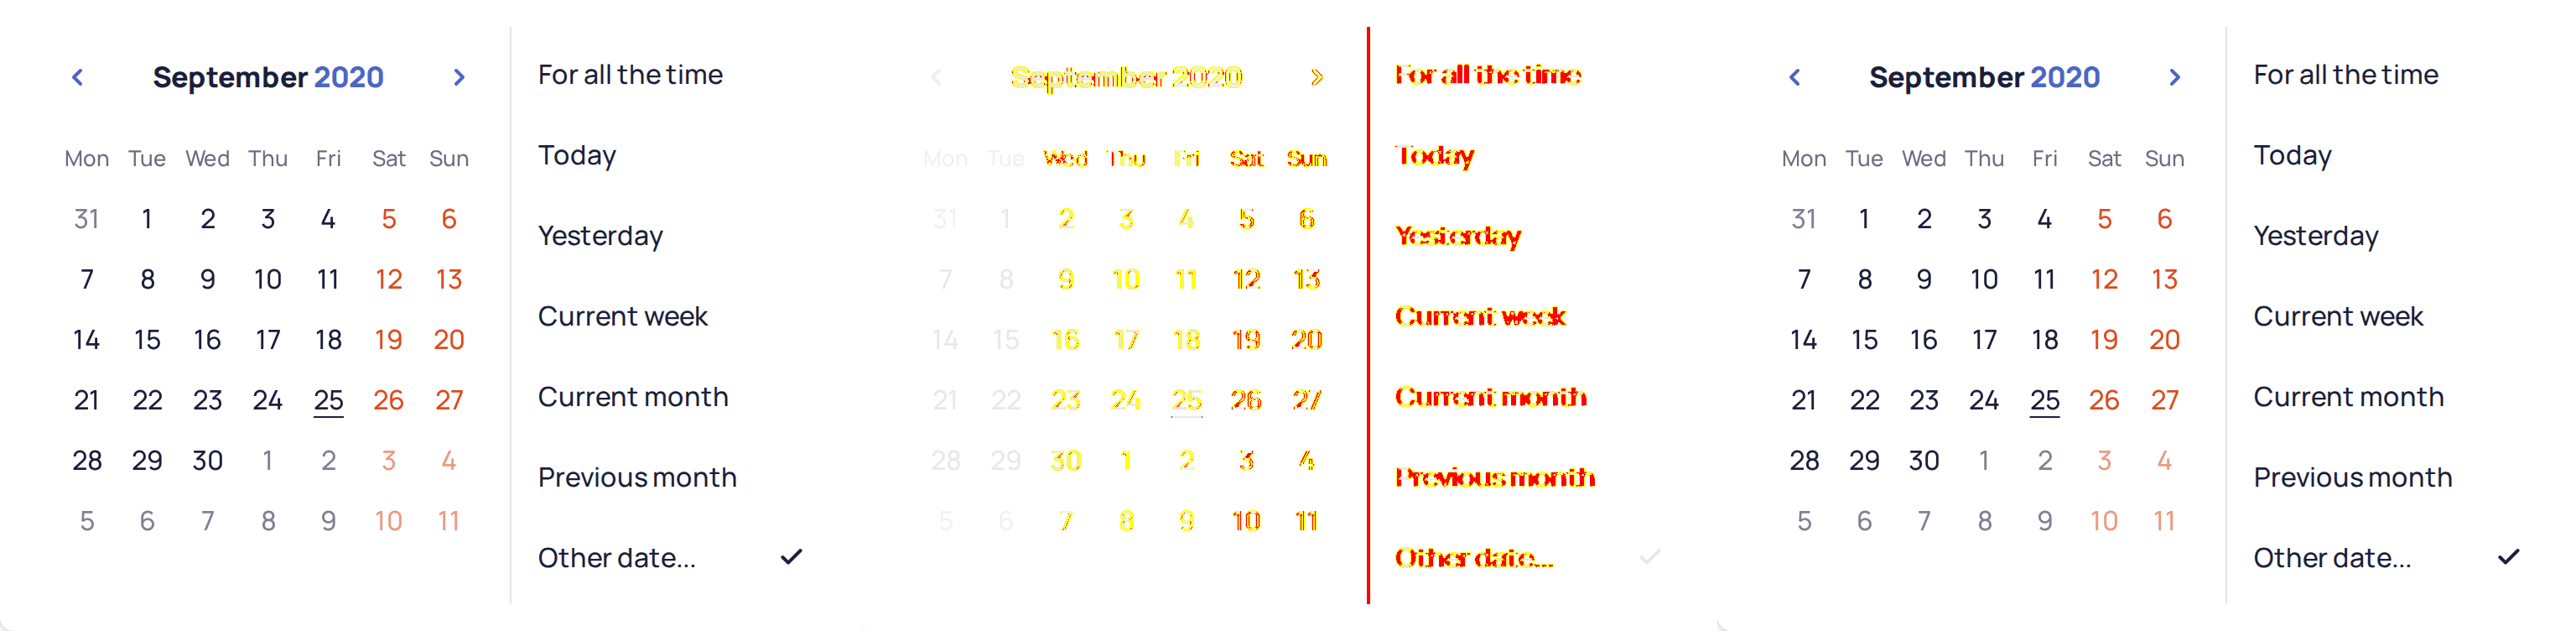 September 2020
Mon Tue Wed Thu Fri Sat Sun
31 1 2 3 4 5 6
7 8 9 10 11 12 13
14 15 16 17 18 19 20
21 22 23 24 25 26 27
28 29 30 1 2 3 4
5 6 7 8 9 10 11
For all the time
Today
Yesterday
Current week
Current month
Previous month
Other date...
September 2020
Mon Tue Wed Thu Fri Sat Sun
31 1 2 3 4 5 6
7 8 9 10 11 12 13
14 15 16 17 18 19 20
21 22 23 24 25 26 27
28 29 30 1 2 3 4
5 6 7 8 9 10 11
For all the time
Today
Yesterday
Current week
Current month
Previous month
Other date...
September 2020
Mon Tue Wed Thu Fri Sat Sun
31 1 2 3 4 5 6
7 8 9 10 11 12 13
14 15 16 17 18 19 20
21 22 23 24 25 26 27
28 29 30 1 2 3 4
5 6 7 8 9 10 11
For all the time
Today
Yesterday
Current week
Current month
Previous month
Other date...